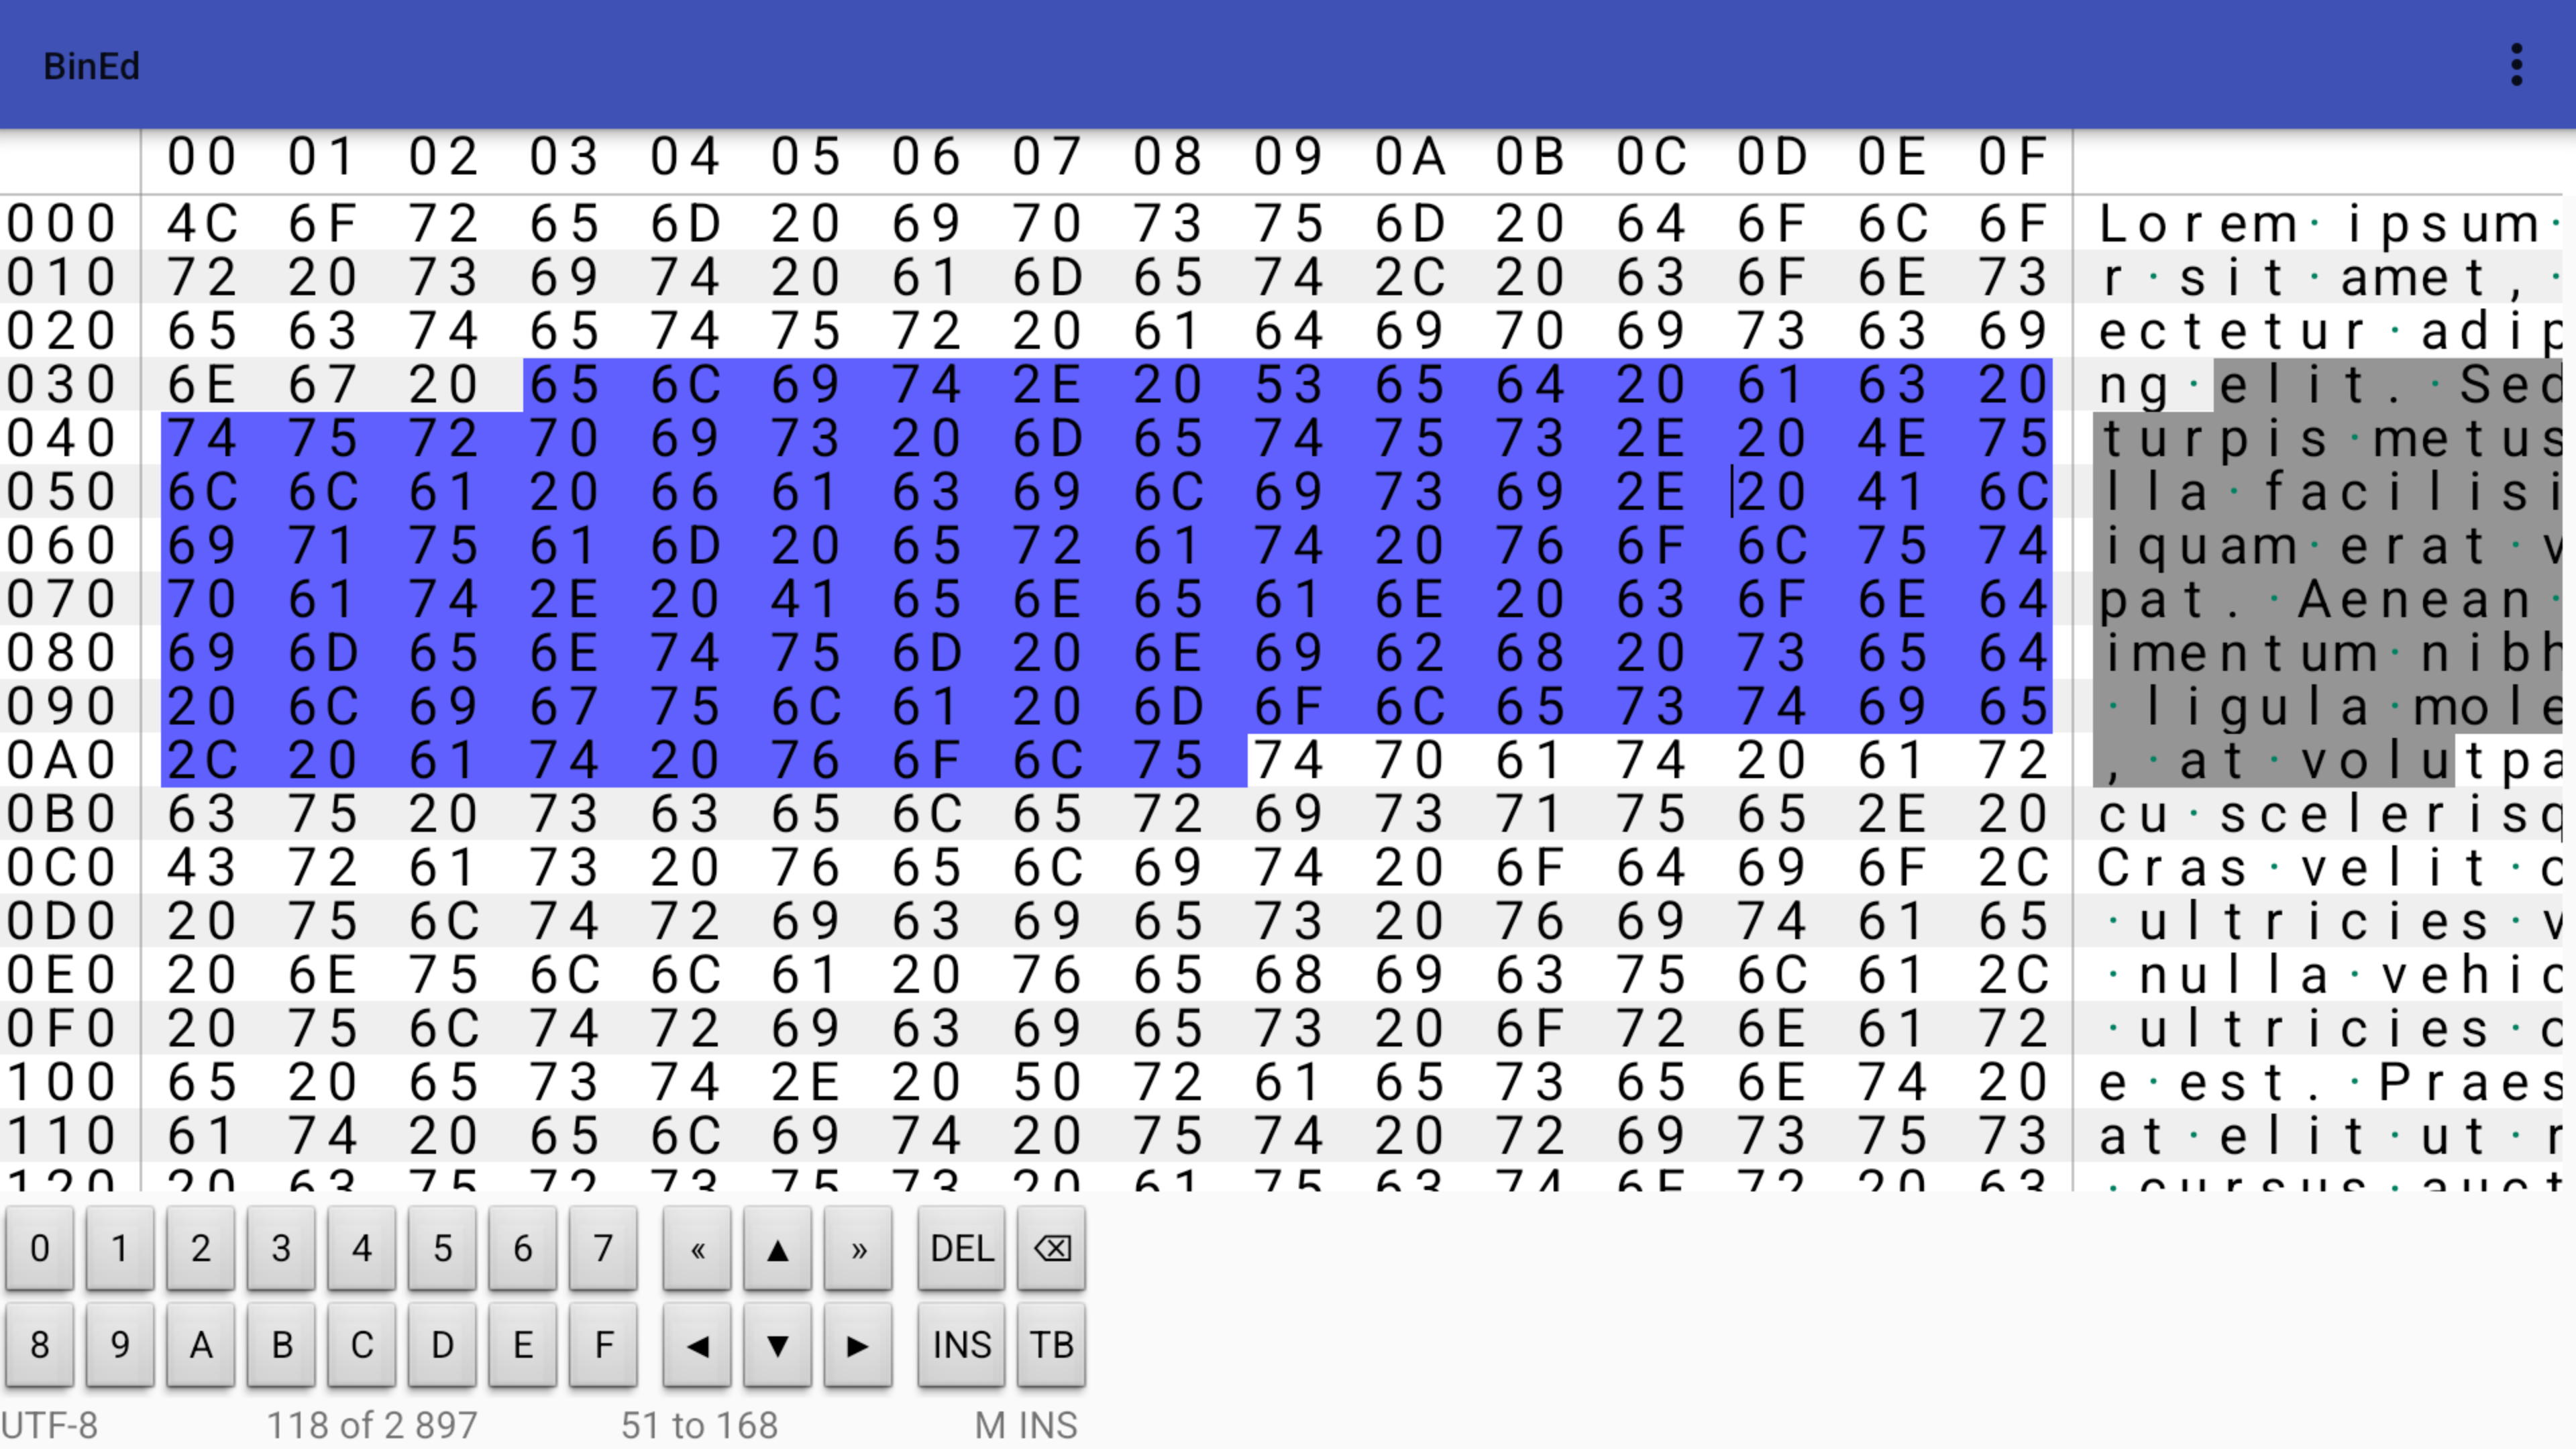 BinEd
00 01 02 03 04 05 06 07 08 09 0A 0B 0C 0D 0E 0F
000 4C 6F 72 65 6D 20 69 70 73 75 6D 20 64 6F 6C 6F Lorem·ipsum·
010 72 20 73 69 74 20 61 6D 65 74 2C 20 63 6F 6E 73 r·sit·amet,·
020 65 63 74 65 74 75 72 20 61 64 69 70 69 73 63 69 ectetur·adip
030 6E 67 20 65 6C 69 74 2E 20 53 65 64 20 61 63 20 ng·elit.·Sed
040 74 75 72 70 69 73 20 6D 65 74 75 73 2E 20 4E 75 turpis·metus
050 6C 6C 61 20 66 61 63 69 6C 69 73 69 2E 20 41 6C lla·facilisi
060 69 71 75 61 6D 20 65 72 61 74 20 76 6F 6C 75 74 iquam·erat·v
070 70 61 74 2E 20 41 65 6E 65 61 6E 20 63 6F 6E 64 pat.·Aenean·
080 69 6D 65 6E 74 75 6D 20 6E 69 62 68 20 73 65 64 imentum·nibh
090 20 6C 69 67 75 6C 61 20 6D 6F 6C 65 73 74 69 65 ·ligula·mole
0A0 2C 20 61 74 20 76 6F 6C 75 74 70 61 74 20 61 72 ,·at·volutpa
0B0 63 75 20 73 63 65 6C 65 72 69 73 71 75 65 2E 20 cu·scelerisq
0C0 43 72 61 73 20 76 65 6C 69 74 20 6F 64 69 6F 2C Cras·velit·o
0D0 20 75 6C 74 72 69 63 69 65 73 20 76 69 74 61 65 ·ultricies·v
0E0 20 6E 75 6C 6C 61 20 76 65 68 69 63 75 6C 61 2C ·nulla·vehic
0F0 20 75 6C 74 72 69 63 69 65 73 20 6F 72 6E 61 72 ·ultricies·o
100 65 20 65 73 74 2E 20 50 72 61 65 73 65 6E 74 20 e·est.·Praes
110 61 74 20 65 6C 69 74 20 75 74 20 72 69 73 75 73 at·elit·ut·r
120 20 63 75 72 73 75 73 20 61 75 63 74 6F 72 20 63 ·cursus·auct
0 1 2 3 4 5 6 7 « ▲ » DEL ⌫
8 9 A B C D E F ◄ ▼ ► INS TB
UTF-8 118 of 2 897 51 to 168 M INS